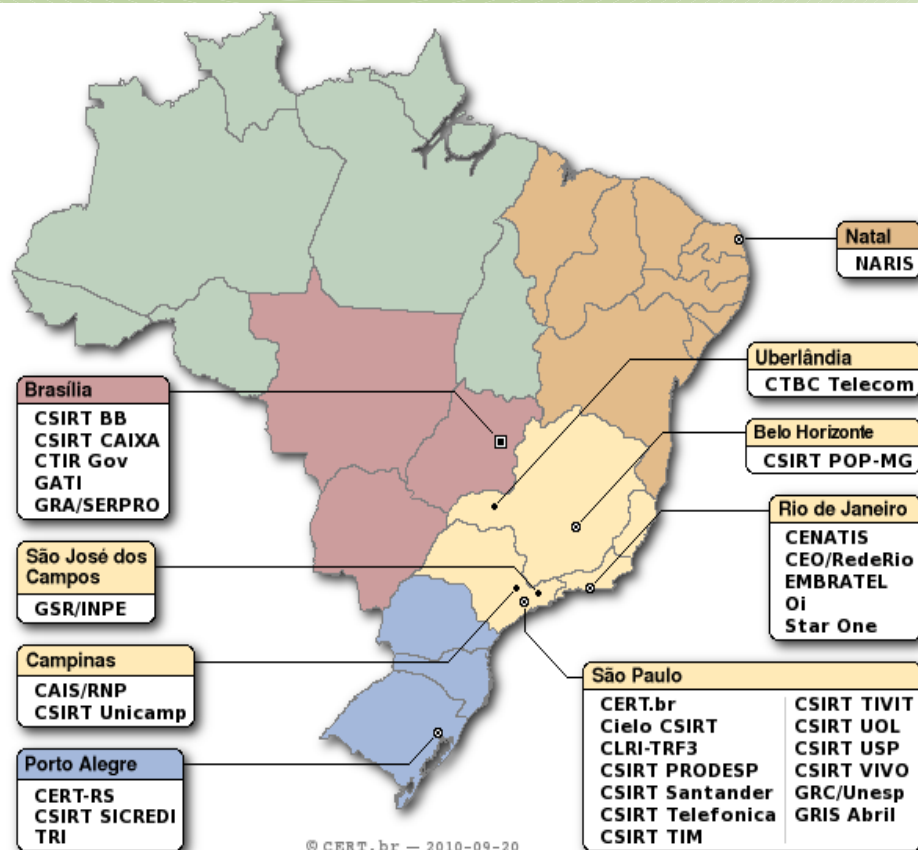 Natal
NARIS
Uberlândia
CTBC Telecom
Belo Horizonte
CSIRT POP-MG
Rio de Janeiro
CENATIS
CEO/RedeRio
EMBRATEL
Oi
Star One
Brasília
CSIRT BB
CSIRT CAIXA
CTIR Gov
GATI
GRA/SERPRO
São José dos
Campos
GSR/INPE
Campinas
CAIS/RNP
CSIRT Unicamp
Porto Alegre
CERT-RS
CSIRT SICREDI
TRI
São Paulo
CERT.br
Cielo CSIRT
CLRI-TRF3
CSIRT PRODESP
CSIRT Santander
CSIRT Telefonica
CSIRT TIM
CSIRT TIVIT
CSIRT UOL
CSIRT USP
CSIRT VIVO
GRC/Unesp
GRIS Abril
© CERT.br — 2010-09-20